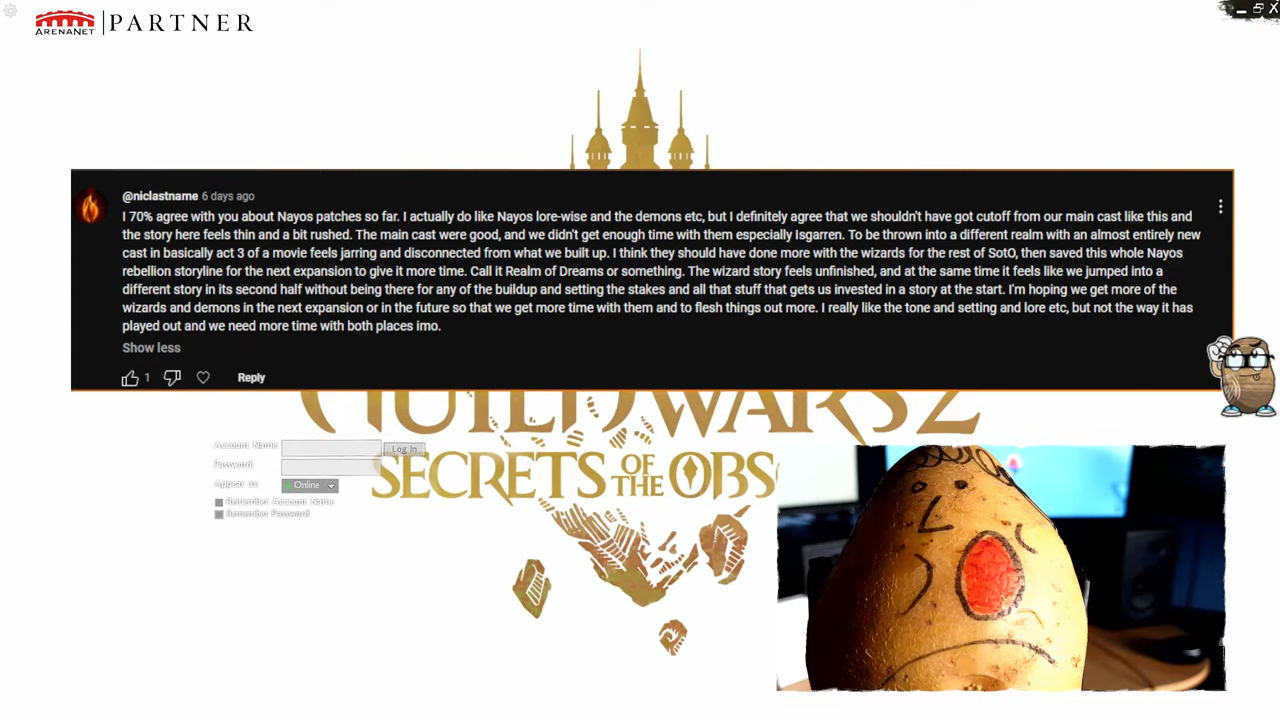 ARENANET | PARTNER
@niclastname 6 days ago
I 70% agree with you about Nayos patches so far. I actually do like Nayos lore-wise and the demons etc, but I definitely agree that we shouldn't have got cutoff from our main cast like this and
the story here feels thin and a bit rushed. The main cast were good, and we didn't get enough time with them especially Isgarren. To be thrown into a different realm with an almost entirely new
cast in basically act 3 of a movie feels jarring and disconnected from what we built up. I think they should have done more with the wizards for the rest of SotO, then saved this whole Nayos
rebellion storyline for the next expansion to give it more time. Call it Realm of Dreams or something. The wizard story feels unfinished, and at the same time it feels like we jumped into a
different story in its second half without being there for any of the buildup and setting the stakes and all that stuff that gets us invested in a story at the start. I'm hoping we get more of the
wizards and demons in the next expansion or in the future so that we get more time with them and to flesh things out more. I really like the tone and setting and lore etc, but not the way it has
played out and we need more time with both places imo.
Show less
1 Reply
GUILD WARS 2
SECRETS OF THE OBS
Account Name Log In
Password
Appear as: Online
Remember Account Name
Remember Password